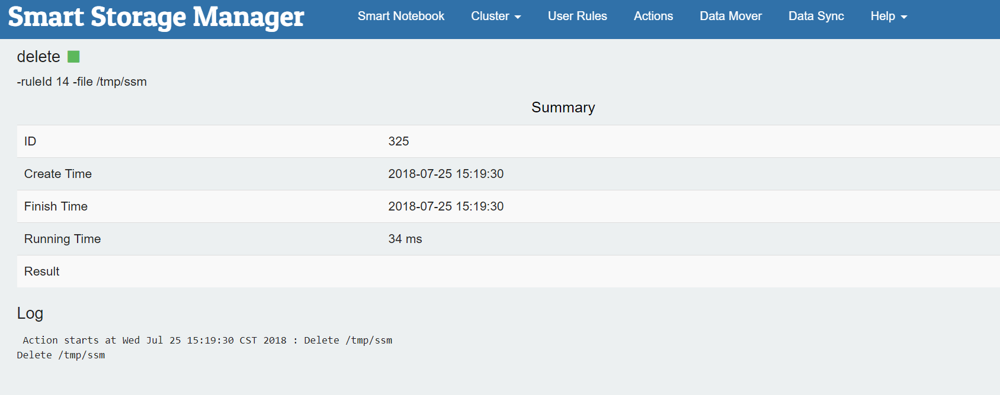 Smart Storage Manager Smart Notebook Cluster User Rules Actions Data Mover Data Sync Help
delete
-ruleId 14 -file /tmp/ssm
Summary
ID 325
Create Time 2018-07-25 15:19:30
Finish Time 2018-07-25 15:19:30
Running Time 34 ms
Result
Log
Action starts at Wed Jul 25 15:19:30 CST 2018 : Delete /tmp/ssm
Delete /tmp/ssm